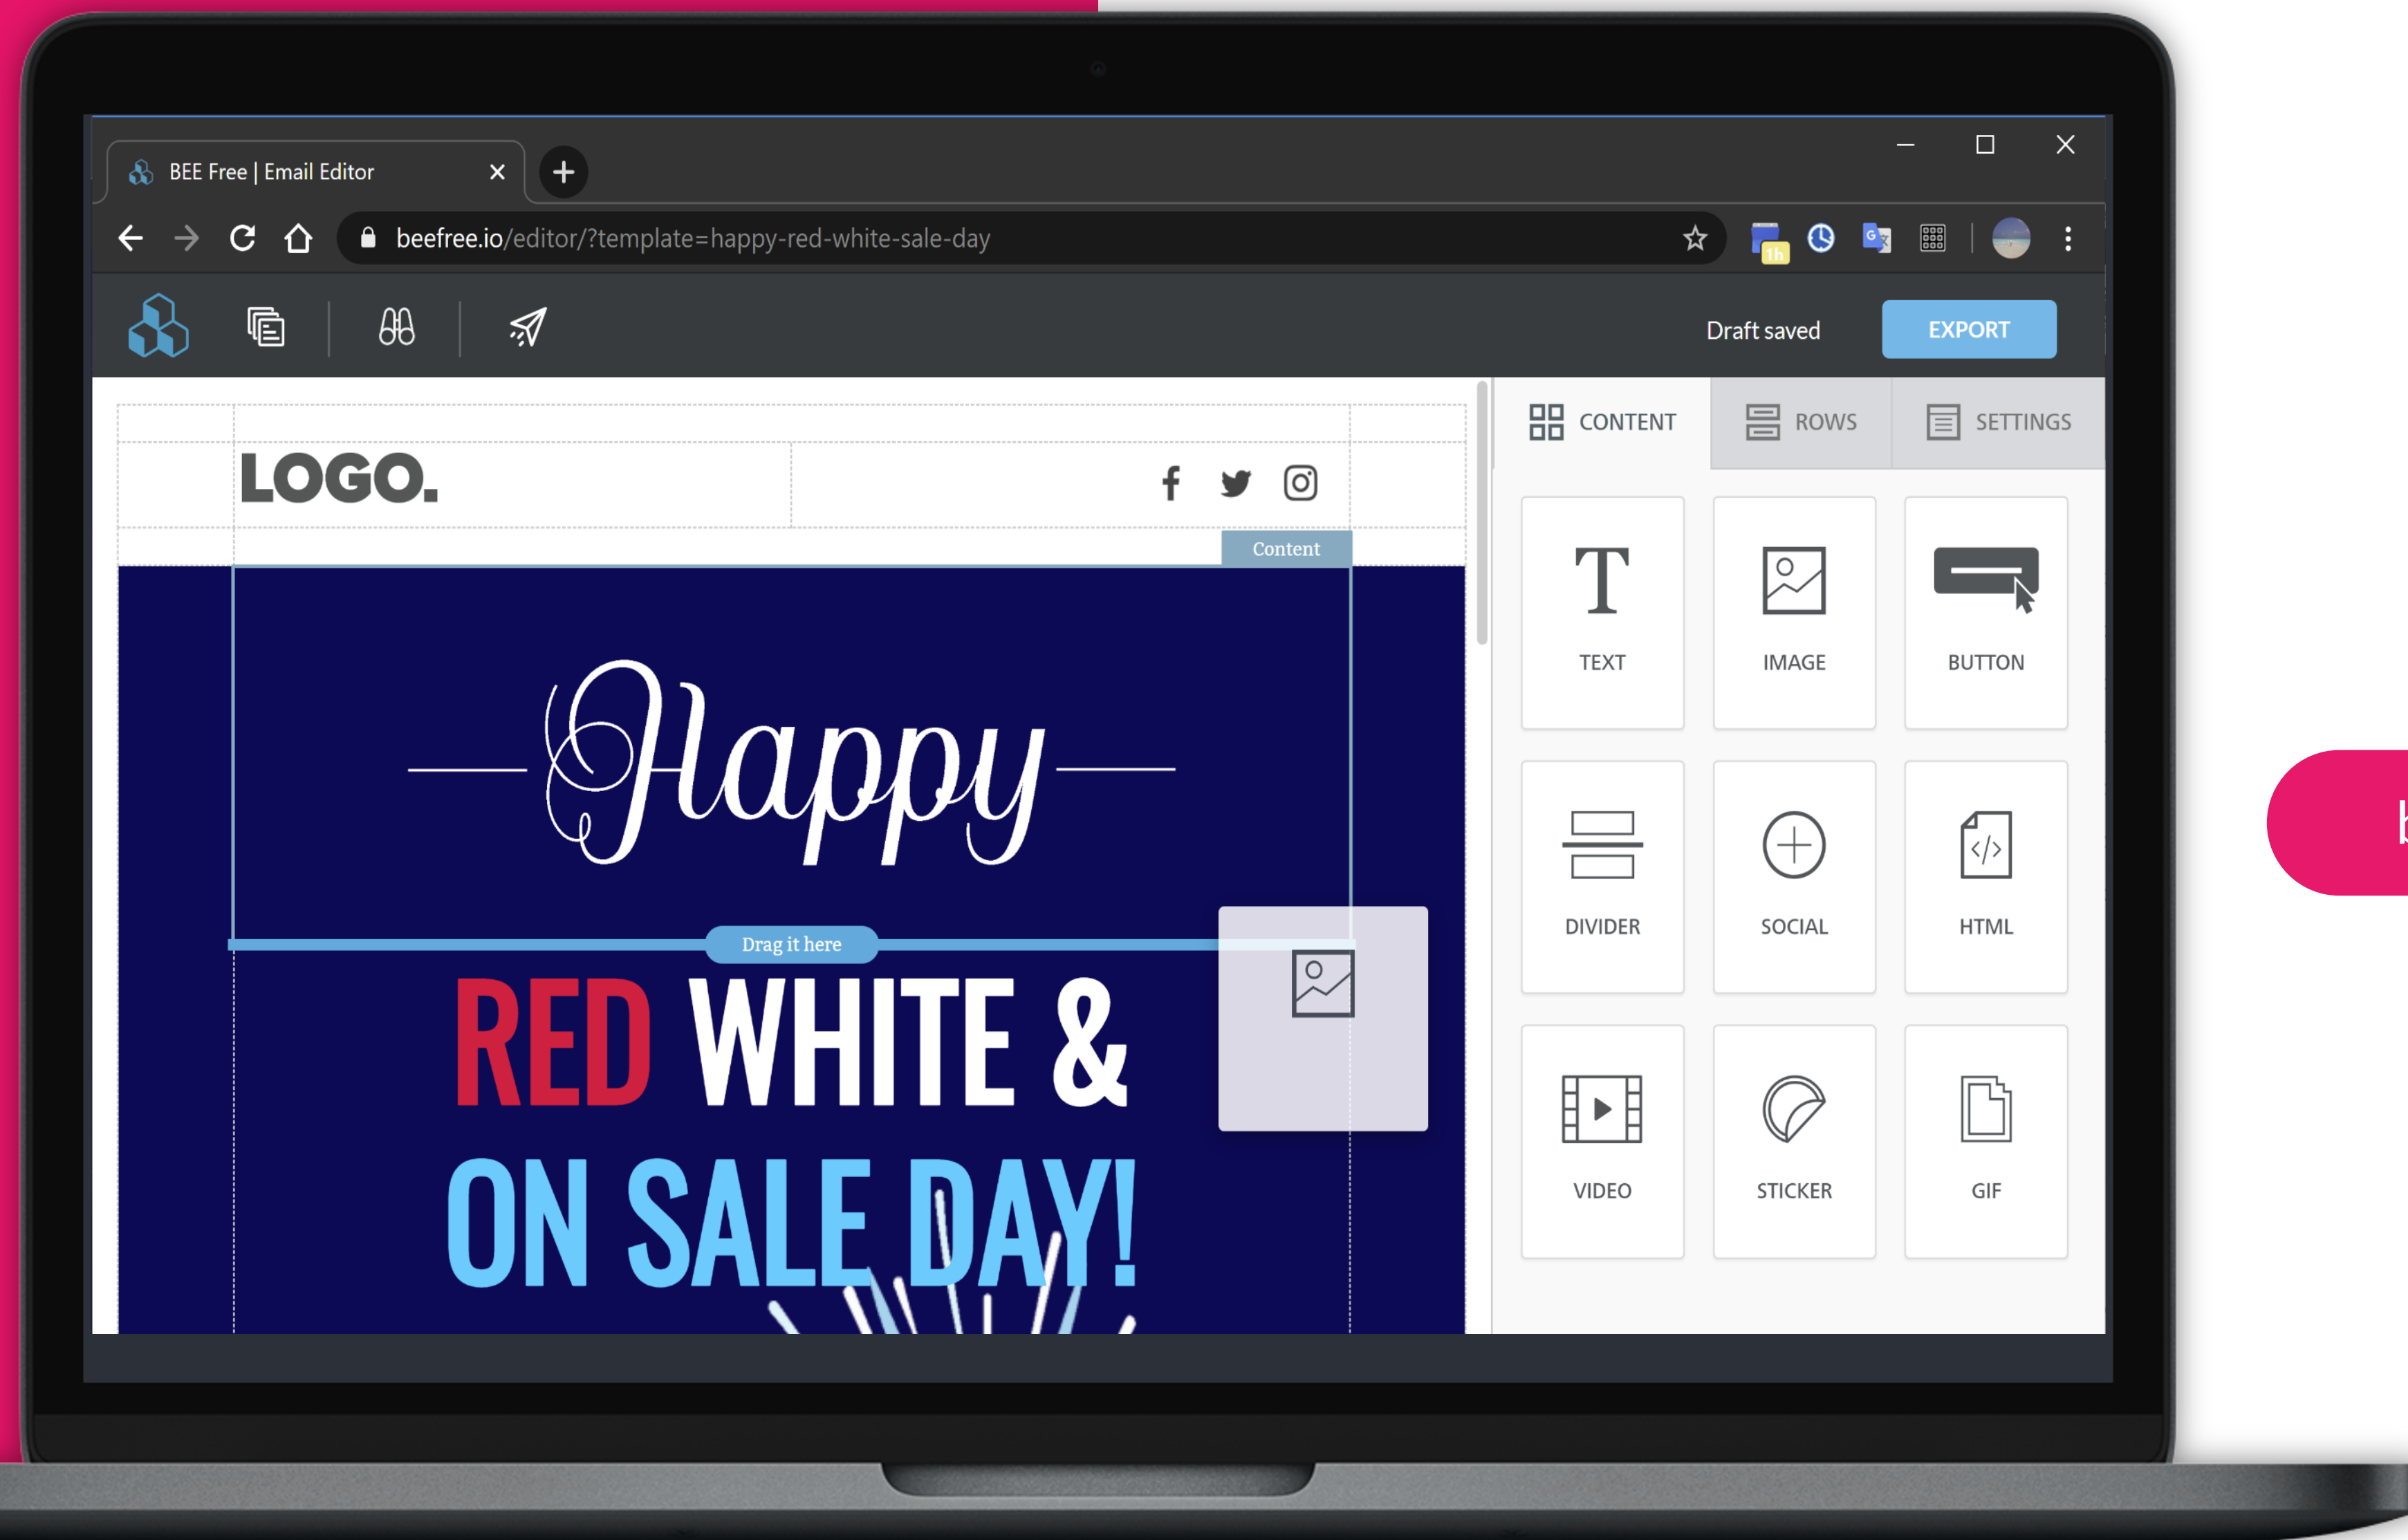 BEE Free | Email Editor
beefree.io/editor/?template=happy-red-white-sale-day
1h
G
Draft saved
EXPORT
LOGO.
CONTENT
ROWS
SETTINGS
Content
Happy
Drag it here
RED WHITE &
ON SALE DAY!
T
TEXT
IMAGE
BUTTON
DIVIDER
SOCIAL
</>
HTML
VIDEO
STICKER
GIF